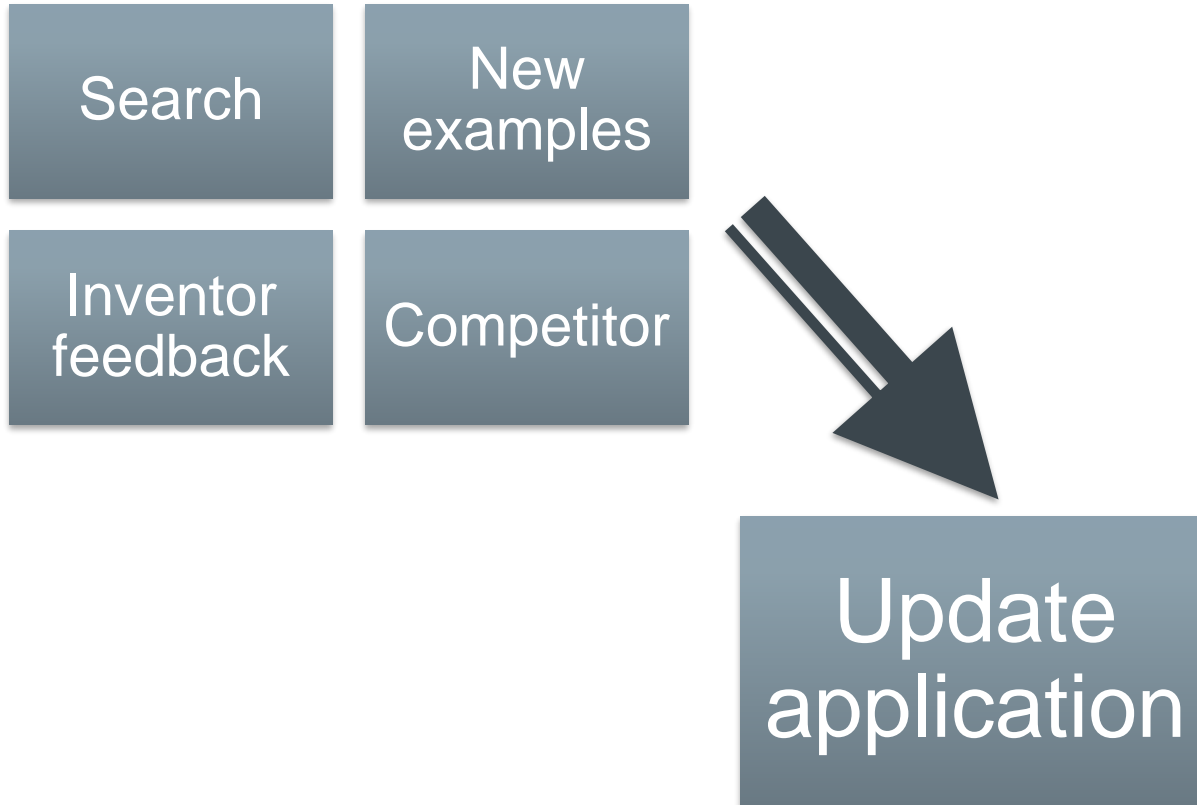 Search
New
examples
Inventor
feedback
Competitor
Update
application